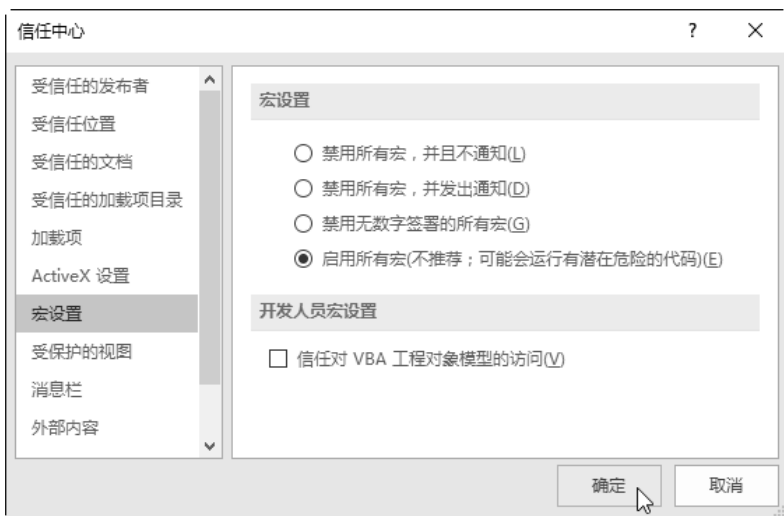 信任中心
?
受信任的发布者
受信任位置
受信任的文档
受信任的加载项目录
加载项
ActiveX 设置
宏设置
受保护的视图
消息栏
外部内容
宏设置
禁用所有宏，并且不通知(L)
禁用所有宏，并发出通知(D)
禁用无数字签署的所有宏(G)
启用所有宏(不推荐；可能会运行有潜在危险的代码)(E)
开发人员宏设置
信任对 VBA 工程对象模型的访问(V)
确定
取消